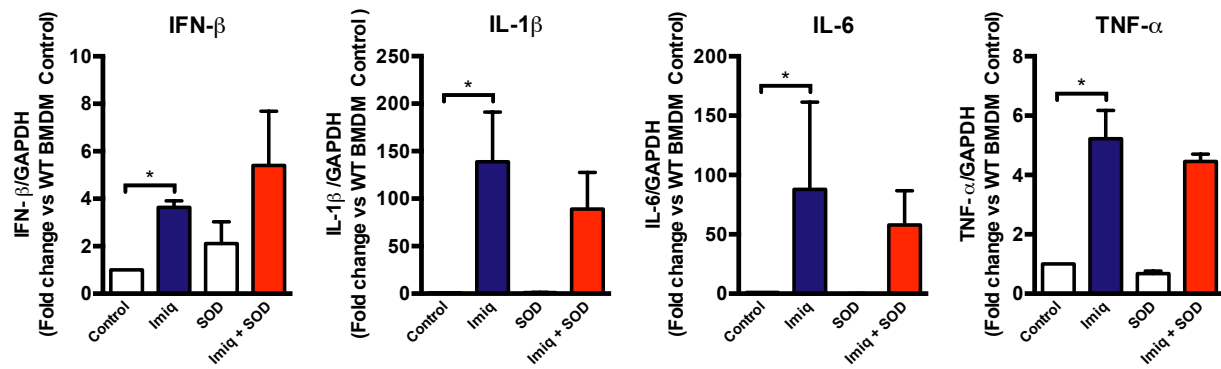 IFN-β
IFN- β/GAPDH
(Fold change vs WT BMDM Control)
10
8
6
4
2
0
*
Control
Imiq
SOD
Imiq + SOD
IL-1β
IL-1β /GAPDH
(Fold change vs WT BMDM Control)
250
200
150
100
50
0
*
Control
Imiq
SOD
Imiq + SOD
IL-6
IL-6/GAPDH
(Fold change vs WT BMDM Control)
200
150
100
50
0
*
Control
Imiq
SOD
Imiq + SOD
TNF-α
TNF-α/GAPDH
(Fold change vs WT BMDM Control)
8
6
4
2
0
*
Control
Imiq
SOD
Imiq + SOD